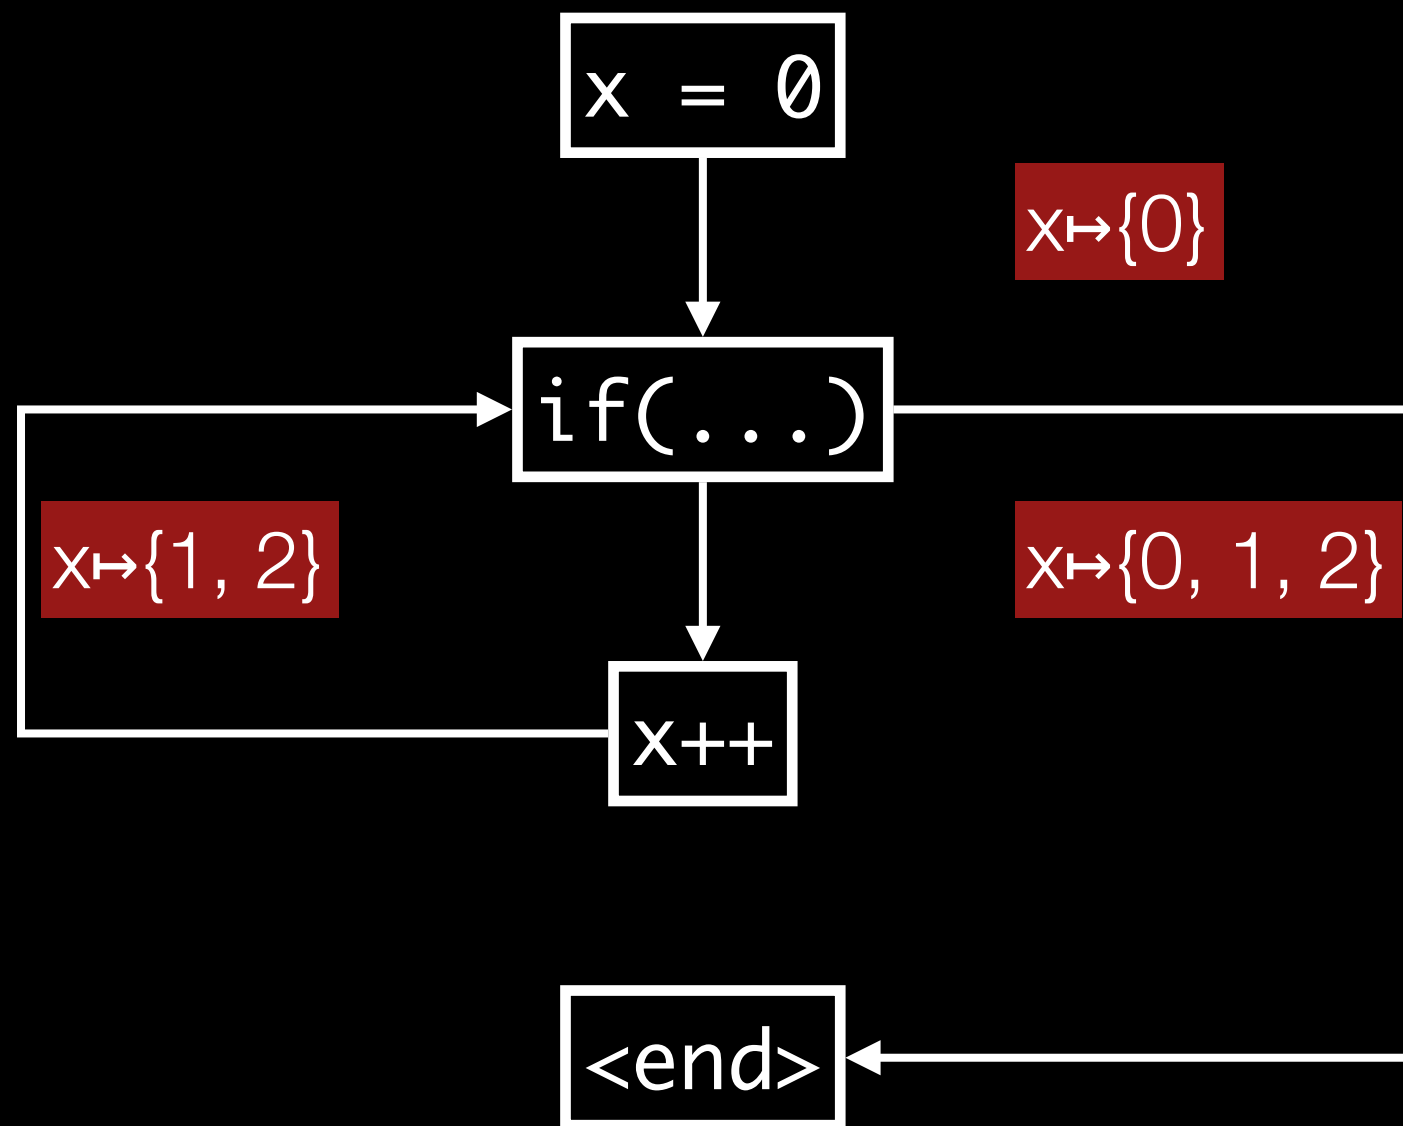 x = 0
x↦{0}
if(...)
x↦{1, 2}
x↦{0, 1, 2}
x++
<end>